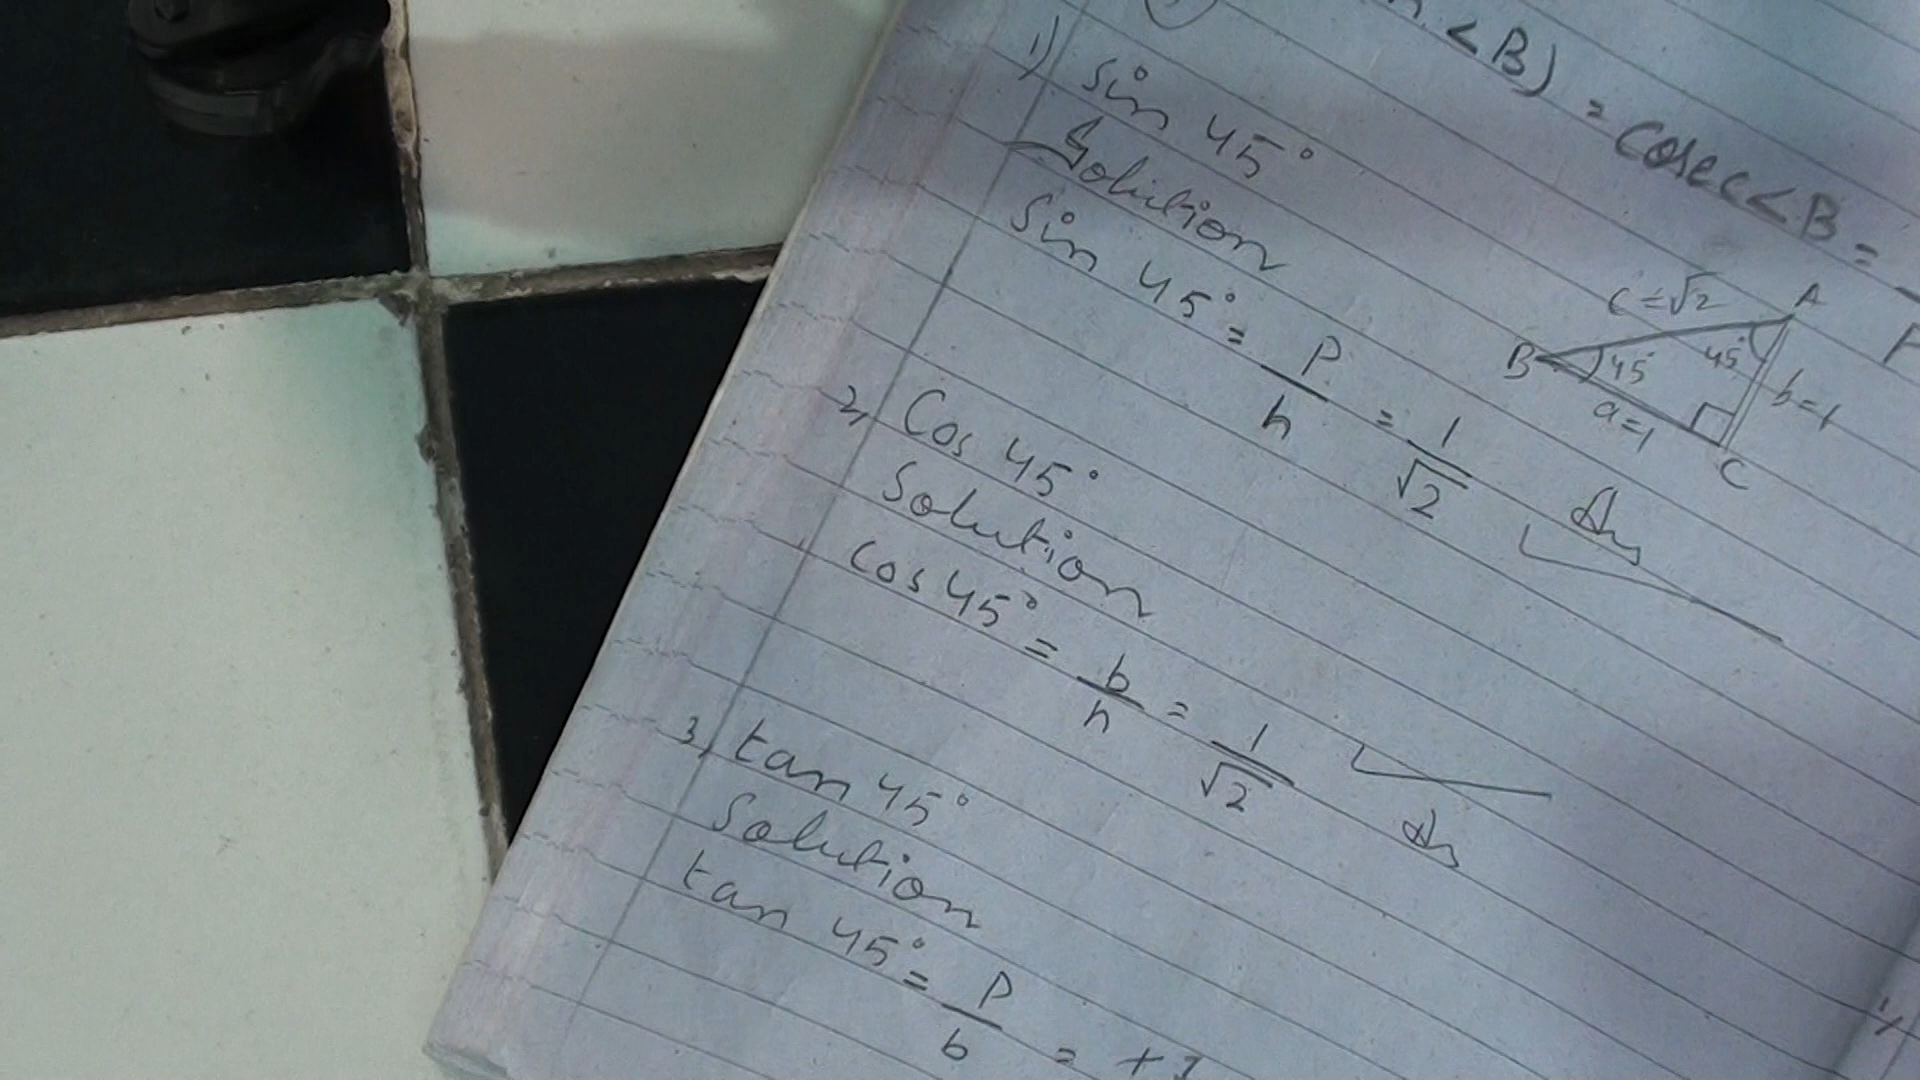 <B) = cosec<B =
1) Sin 45°
Solution
Sin 45° = P/h = 1/√2 Ans
C = √2
A
B
45°
45°
b=1
a=1
C
2, Cos 45°
Solution
Cos 45° = b/h = 1/√2 Ans
3, tan 45°
Solution
tan 45° = P/b =